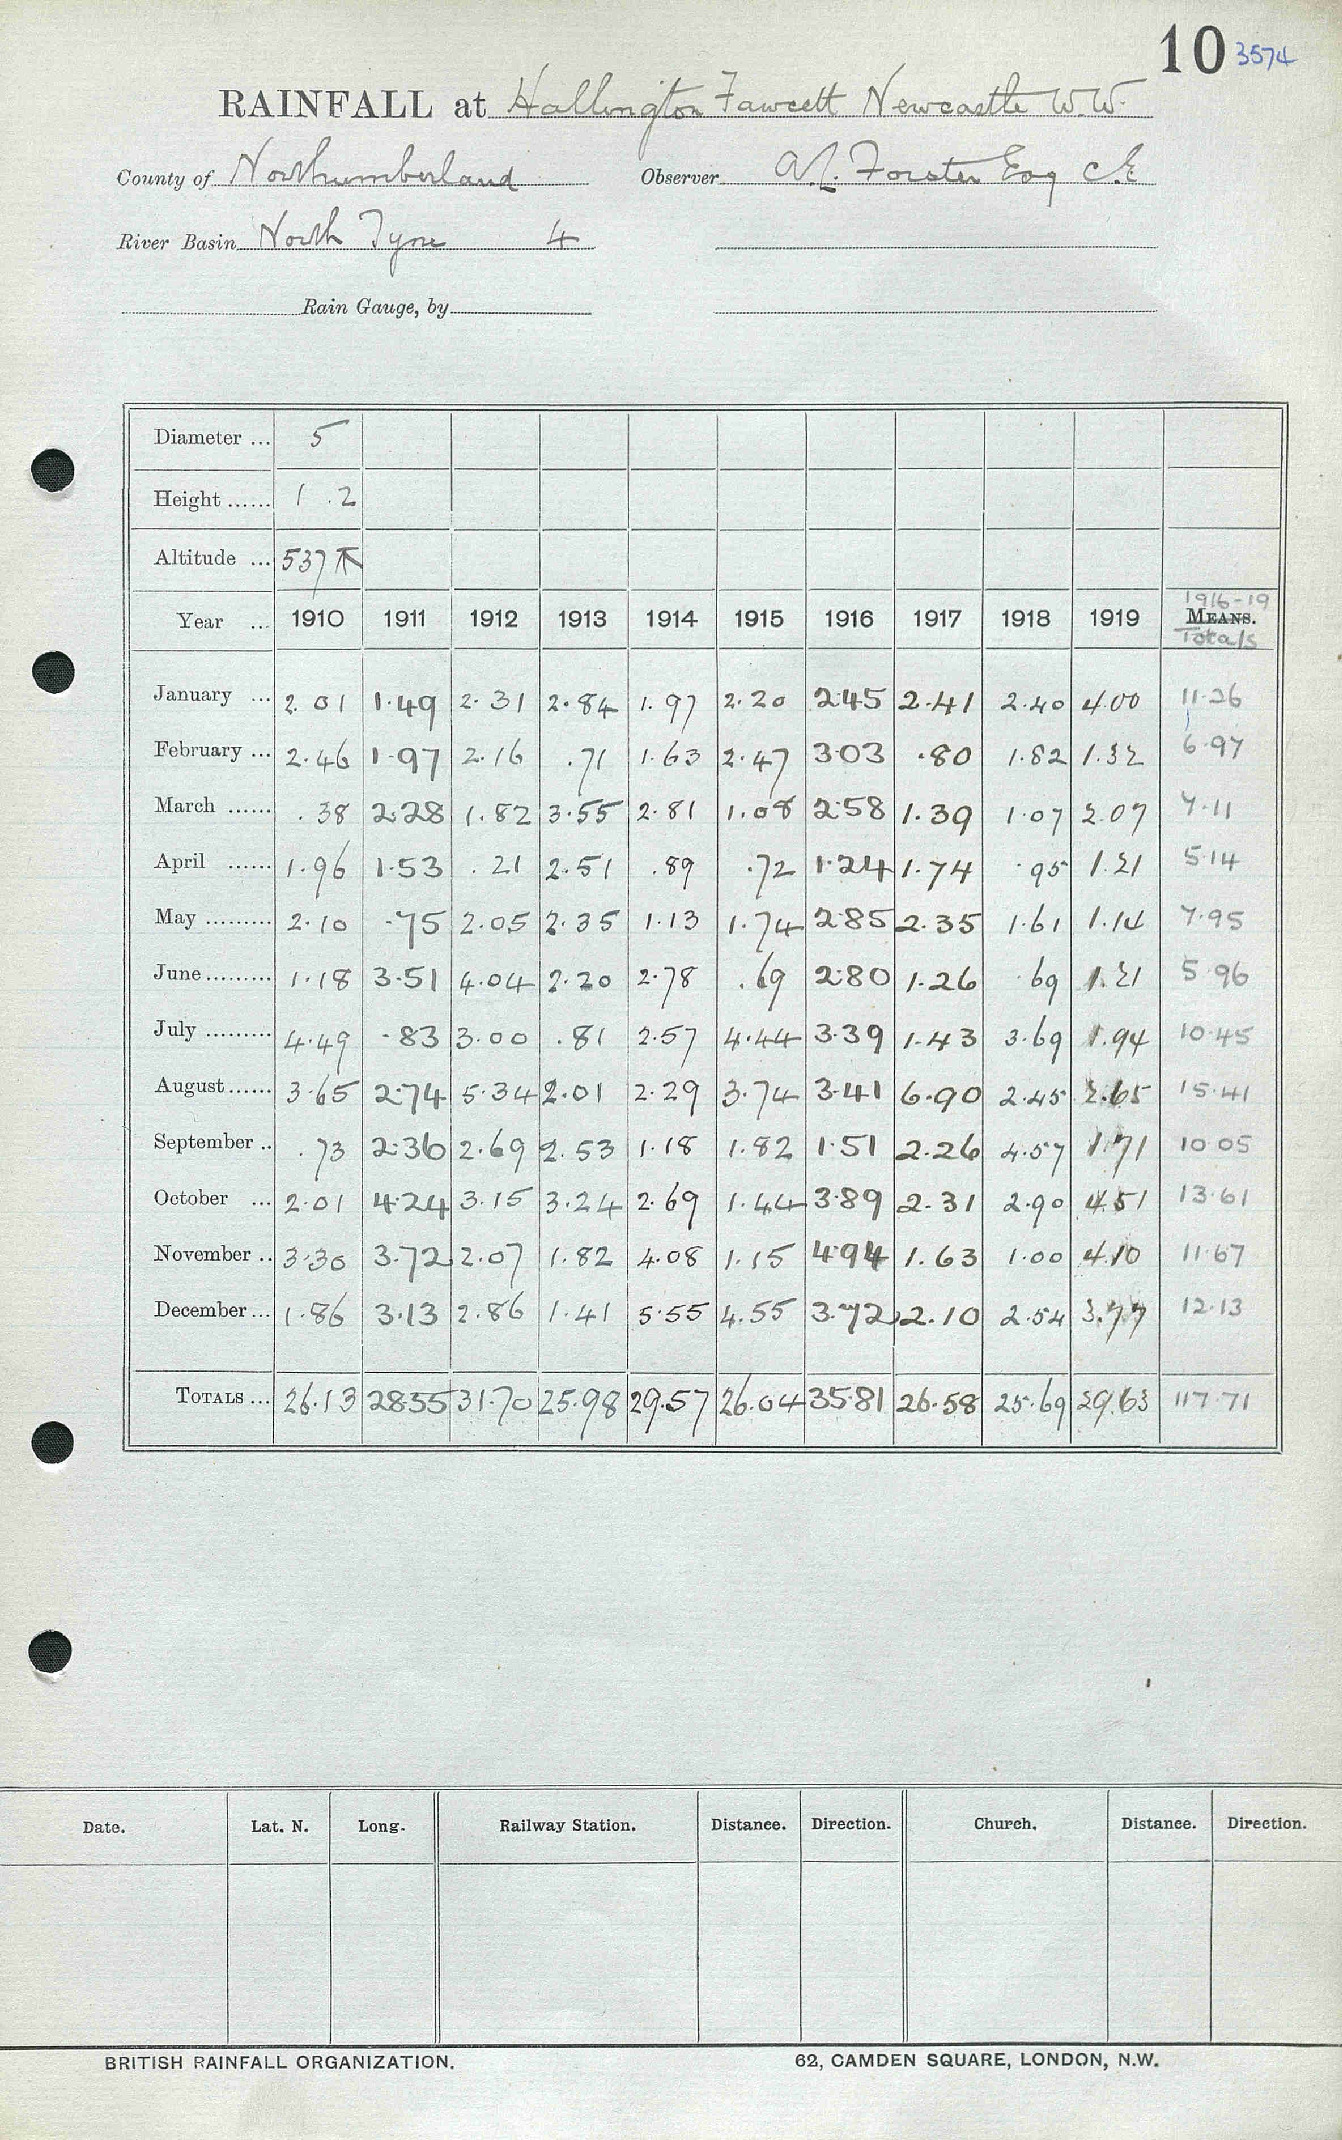 10 3574
RAINFALL at Hallington Fawcett Newcastle W.W.
County of Northumberland Observer A.C. Forster Esq C.E
River Basin North Tyne 4
Rain Gauge, by
Diameter ... 5
Height ...... 1 .2
Altitude ... 537
1916-19
Year ... 1910 1911 1912 1913 1914 1915 1916 1917 1918 1919 MEANS.
Totals
January ... 2.01 1.49 2.31 2.84 1.97 2.20 2.45 2.41 2.40 4.00 11.26
February ... 2.46 1.97 2.16 .71 1.63 2.47 3.03 .80 1.82 1.32 6.97
March ...... .38 2.28 1.82 3.55 2.81 1.08 2.58 1.39 1.07 2.07 7.11
April ...... 1.96 1.53 .21 2.51 .89 .72 1.24 1.74 .95 1.21 5.14
May ......... 2.10 .75 2.05 2.35 1.13 1.74 2.85 2.35 1.61 1.14 7.95
June ......... 1.18 3.51 4.04 2.20 2.78 .69 2.80 1.26 .69 1.21 5.96
July ......... 4.49 .83 3.00 .81 2.57 4.44 3.39 1.43 3.69 1.94 10.45
August ...... 3.65 2.74 5.34 2.01 2.29 3.74 3.41 6.90 2.45 2.65 15.41
September .. .73 2.36 2.69 2.53 1.18 1.82 1.51 2.26 4.57 1.71 10.05
October ... 2.01 4.24 3.15 3.24 2.69 1.44 3.89 2.31 2.90 4.51 13.61
November .. 3.30 3.72 2.07 1.82 4.08 1.15 4.94 1.63 1.00 4.10 11.67
December ... 1.86 3.13 2.86 1.41 5.55 4.55 3.72 2.10 2.54 3.77 12.13
TOTALS ... 26.13 28.55 31.70 25.98 29.57 26.04 35.81 26.58 25.69 29.63 117.71
Date. Lat. N. Long. Railway Station. Distance. Direction. Church. Distance. Direction.
BRITISH RAINFALL ORGANIZATION. 62, CAMDEN SQUARE, LONDON, N.W.